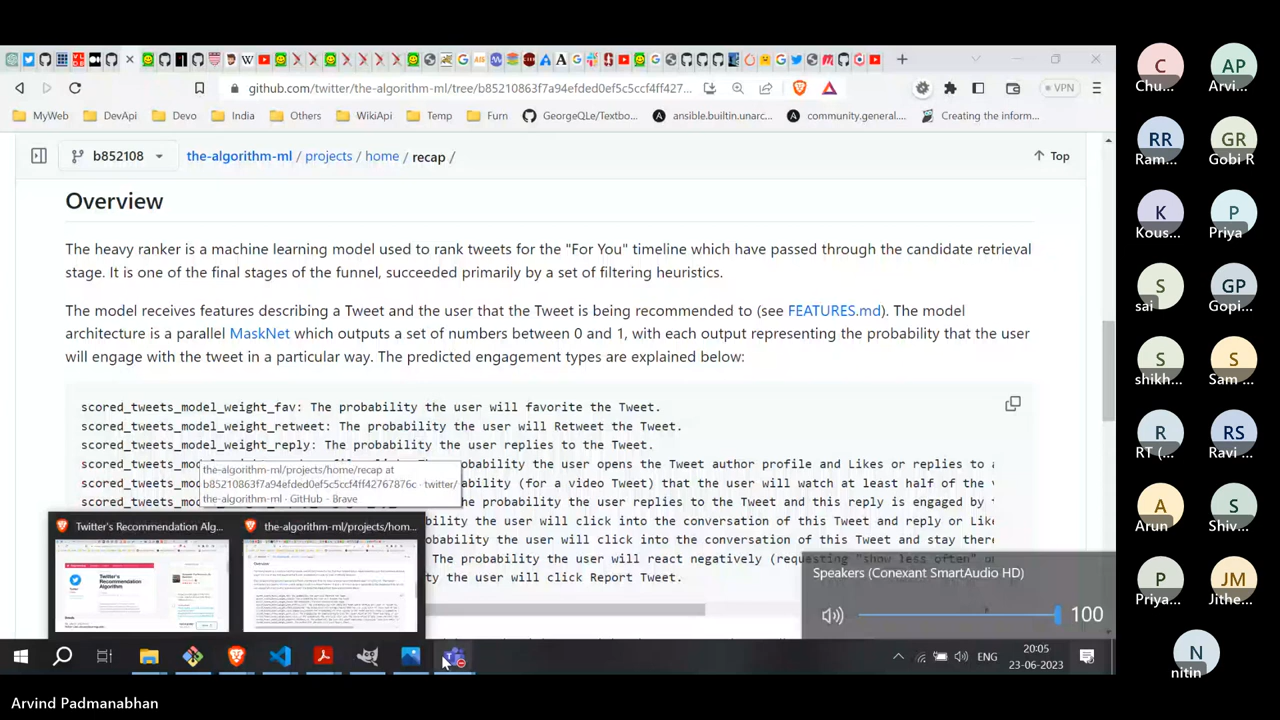 github.com/twitter/the-algorithm-ml/tree/b85210863f7a94efded0ef5c5ccf4ff427...
VPN
MyWeb
DevApi
Devo
India
Others
WikiApi
Temp
Furn
GeorgeQLe/Textbo...
ansible.builtin.unarc...
community.general....
Creating the inform...
b852108
the-algorithm-ml / projects / home / recap /
Top
Overview
The heavy ranker is a machine learning model used to rank tweets for the "For You" timeline which have passed through the candidate retrieval
stage. It is one of the final stages of the funnel, succeeded primarily by a set of filtering heuristics.
The model receives features describing a Tweet and thauser that the Tweet is being recommended to (see FEATURES.md). The model
architecture is a parallel MaskNet which outputs a set of numbers between 0 and 1, with each output representing the probability that the user
will engage with the tweet in a particular way. The predicted engagement types are explained below:
scored_tweets_model_weight_fav: The probability the user will favorite the Tweet.
scored_tweets_model_weight_retweet: The probability the user will Retweet the Tweet.
scored_tweets_model_weight_reply: The probability the user replies to the Tweet.
bability the user opens the Tweet author profile and Likes or replies to a
bability (for a video Tweet) that the user will watch at least half of the
bability the user replies to the Tweet and this reply is engaged by
probability the user will click into the conversation of this Tweet and reply or Like
probability the user will click into the conversation of this Tweet and stay there
The probability the user will react negatively (requesting "show less often"
ty the user will click Report Tweet.
the-algorithm-ml/projects/home/recap at
b85210863f7a94efded0ef5c5ccf4ff42767876c · twitter/
the-algorithm-ml · GitHub - Brave
Twitter's Recommendation Alg...
the-algorithm-ml/projects/hom...
Twitter's
Recommendation
Algorithm
Speakers (Conexant SmartAudio HD)
100
ENG
20:05
23-06-2023
C
Chu...
AP
Arvi...
RR
Ram...
GR
Gobi R
K
Kous...
P
Priya
S
sai
GP
Gopi...
S
shikh...
S
Sam ...
R
RT (...
RS
Ravi ...
A
Arun
S
Shiv...
P
Priya...
JM
Jithe...
N
nitin
Arvind Padmanabhan